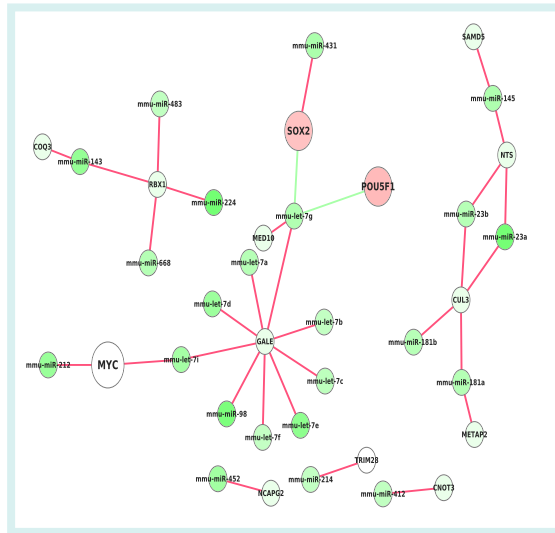 SAMD5
mmu-miR-431
mmu-miR-145
mmu-miR-483
SOX2
COQ3
mmu-miR-143
NTS
RBX1
POU5F1
mmu-miR-224
mmu-let-7g
mmu-miR-23b
MED10
mmu-miR-23a
mmu-miR-668
mmu-let-7a
mmu-let-7d
CUL3
mmu-let-7b
GALE
mmu-miR-181b
mmu-let-7i
mmu-miR-212
MYC
mmu-let-7c
mmu-miR-181a
mmu-miR-98
mmu-let-7e
mmu-let-7f
METAP2
TRIM28
mmu-miR-452
mmu-miR-214
NCAPG2
mmu-miR-412
CNOT3